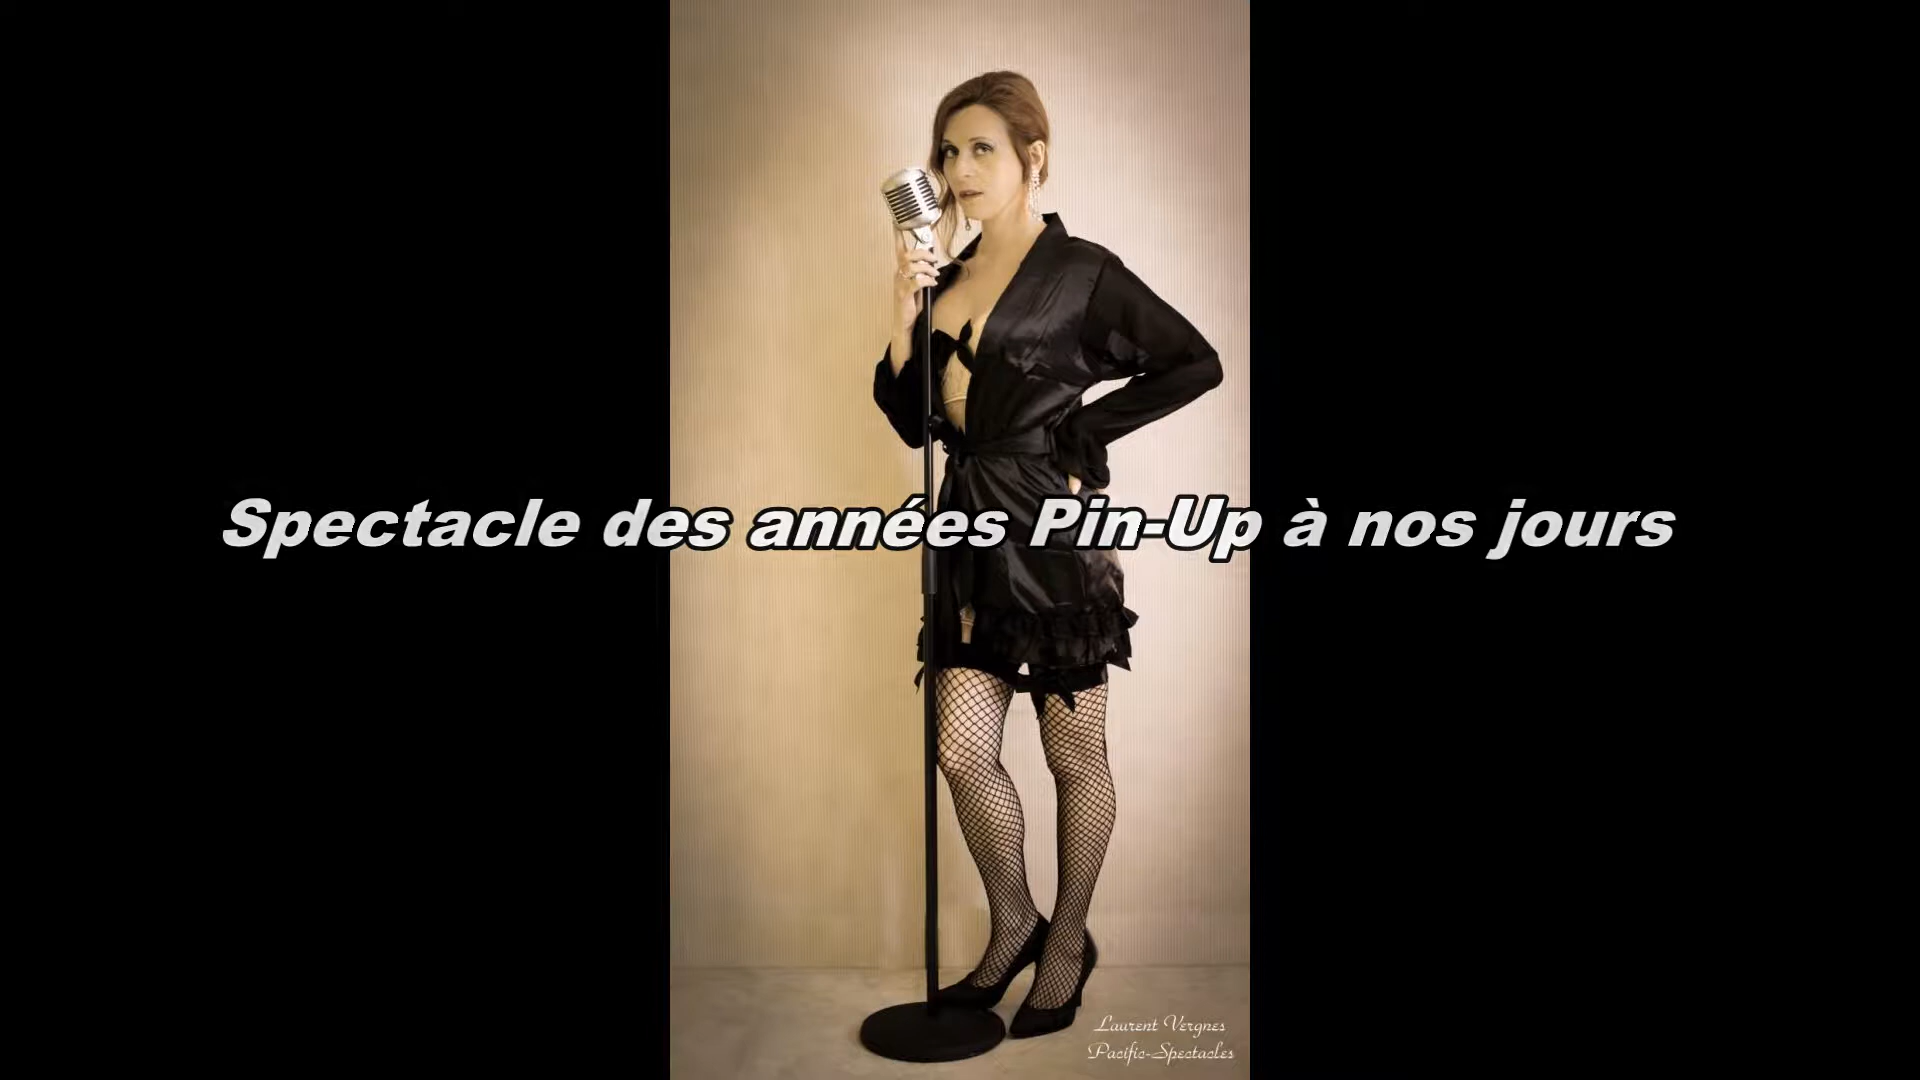 Spectacle des années Pin-Up à nos jours
Laurent Vergnes
Pacific-Spectacles